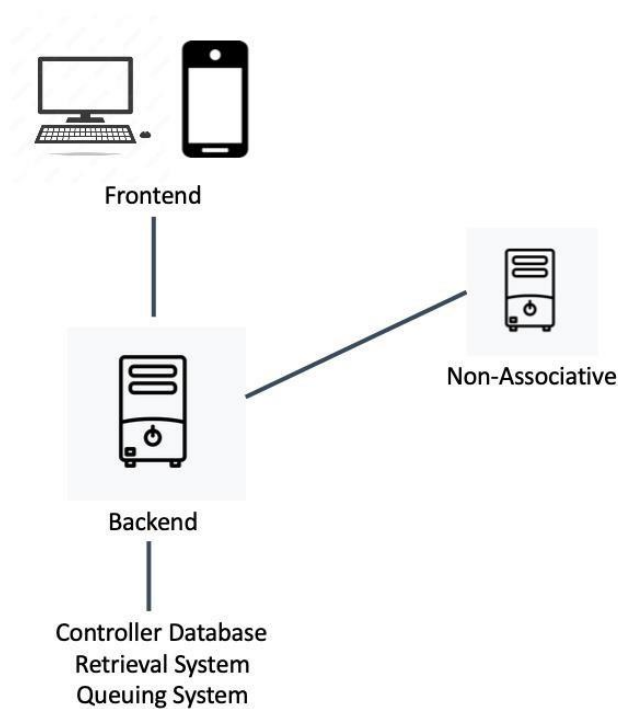 Frontend
Non-Associative
Backend
Controller Database
Retrieval System
Queuing System